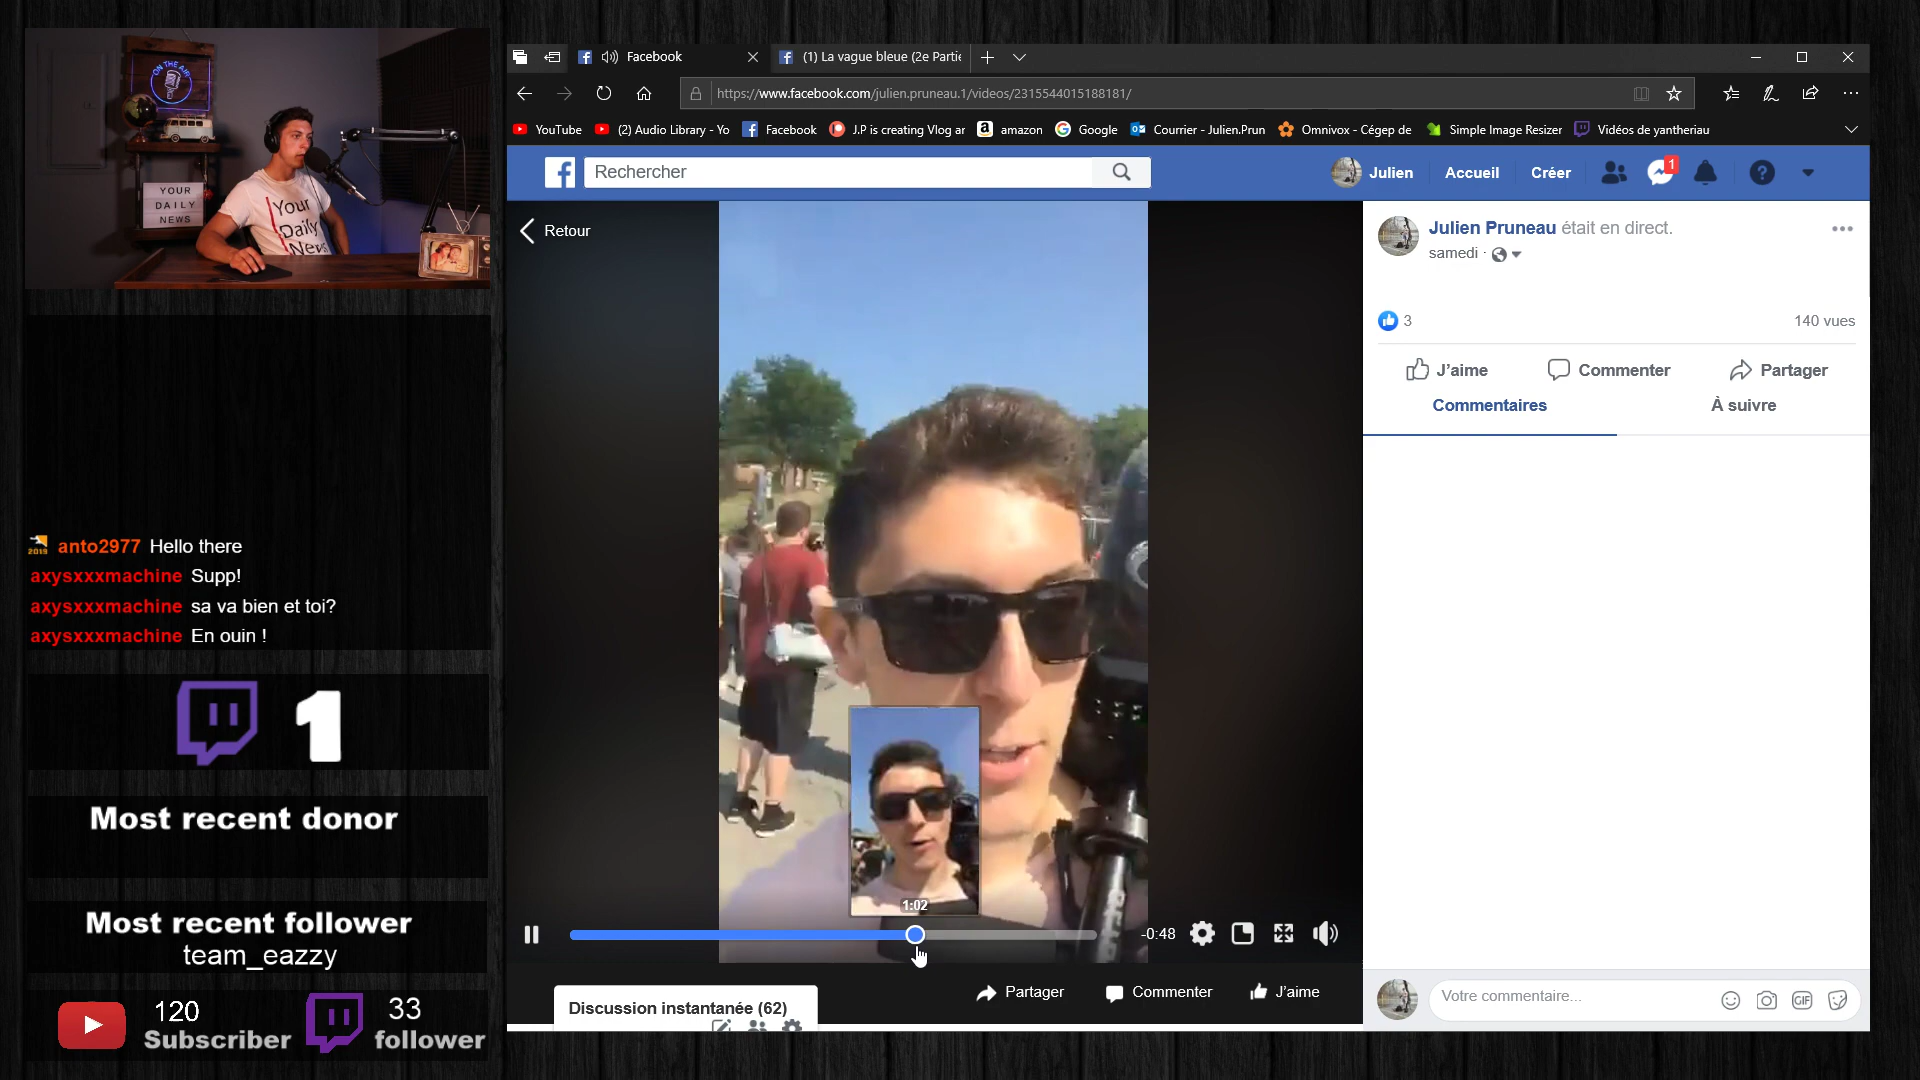 ON THE AIR
YOUR
DAILY
NEWS
Your
Daily
News
anto2977 Hello there
axysxxxmachine Supp!
axysxxxmachine sa va bien et toi?
axysxxxmachine En ouin !
1
Most recent donor
Most recent follower
team_eazzy
120
Subscriber
33
follower
Facebook
(1) La vague bleue (2e Partie
https://www.facebook.com/julien.pruneau.1/videos/2315544015188181/
YouTube
(2) Audio Library - Yo
Facebook
J.P is creating Vlog ar
amazon
Google
Courrier - Julien.Prun
Omnivox - Cégep de
Simple Image Resizer
Vidéos de yantheriau
Rechercher
Julien
Accueil
Créer
1
Retour
1:02
-0:48
Partager
Commenter
J'aime
Discussion instantanée (62)
Julien Pruneau était en direct.
samedi ·
3
140 vues
J'aime
Commenter
Partager
Commentaires
À suivre
Votre commentaire...
GIF